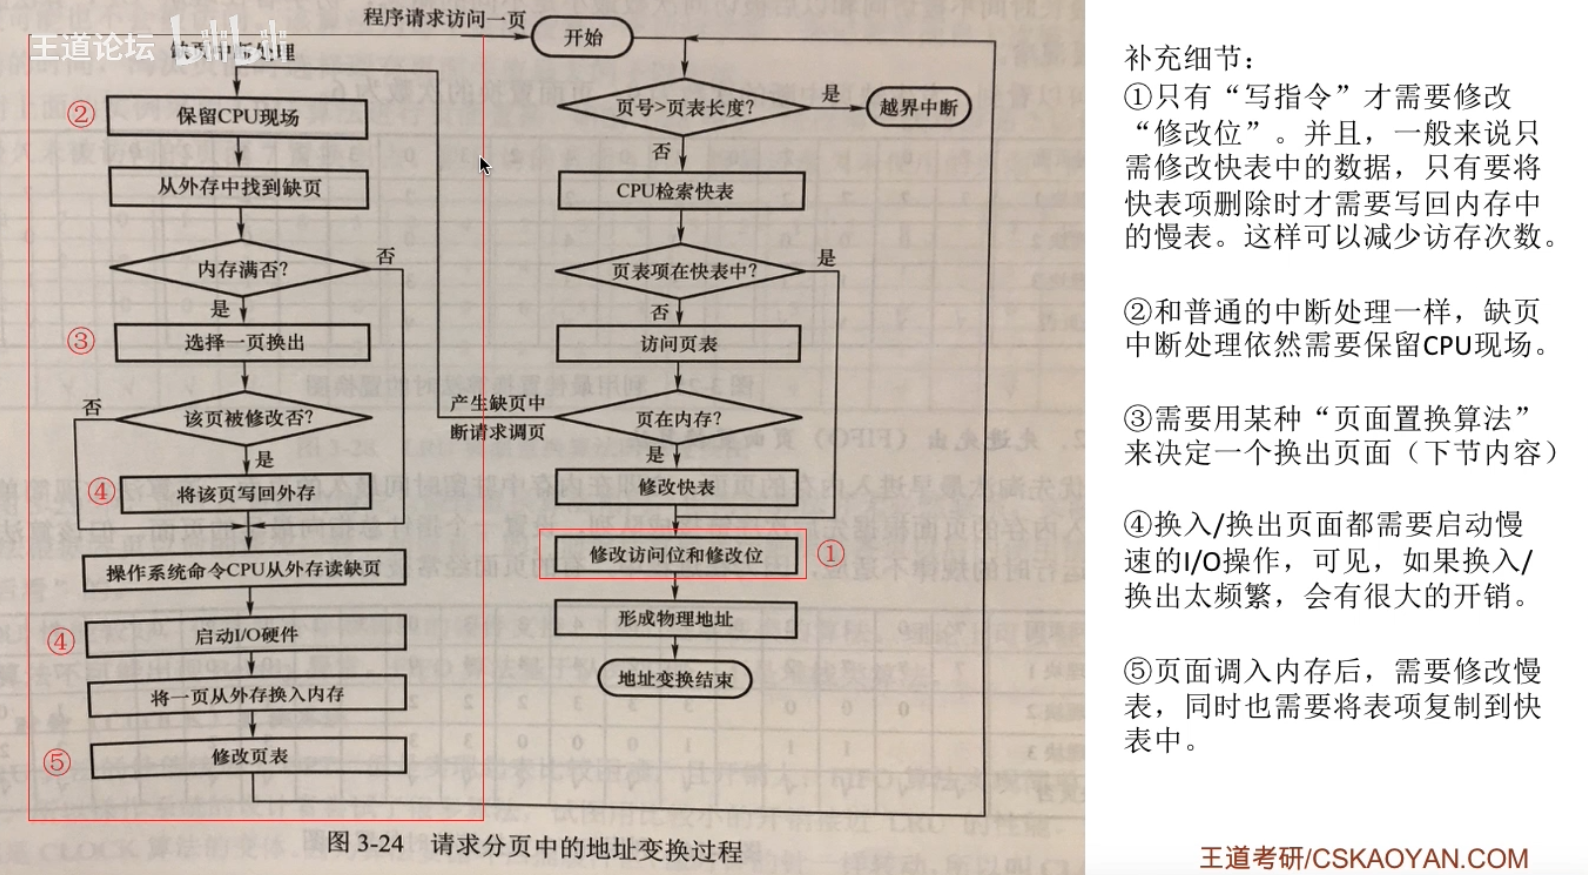 王道论坛
bilibili
程序请求访问一页
开始
缺页中断处理
页号>页表长度？
是
越界中断
否
CPU检索快表
页表项在快表中？
是
否
访问页表
页在内存？
产生缺页中
断请求调页
是
修改快表
修改访问位和修改位
①
形成物理地址
地址变换结束
②
保留CPU现场
从外存中找到缺页
内存满否？
否
是
③
选择一页换出
该页被修改否？
否
是
④
将该页写回外存
操作系统命令CPU从外存读缺页
④
启动I/O硬件
将一页从外存换入内存
⑤
修改页表
图 3-24 请求分页中的地址变换过程
补充细节：
①只有“写指令”才需要修改
“修改位”。并且，一般来说只
需修改快表中的数据，只有要将
快表项删除时才需要写回内存中
的慢表。这样可以减少访存次数。
②和普通的中断处理一样，缺页
中断处理依然需要保留CPU现场。
③需要用某种“页面置换算法”
来决定一个换出页面（下节内容）
④换入/换出页面都需要启动慢
速的I/O操作，可见，如果换入/
换出太频繁，会有很大的开销。
⑤页面调入内存后，需要修改慢
表，同时也需要将表项复制到快
表中。
王道考研/CSKAOYAN.COM